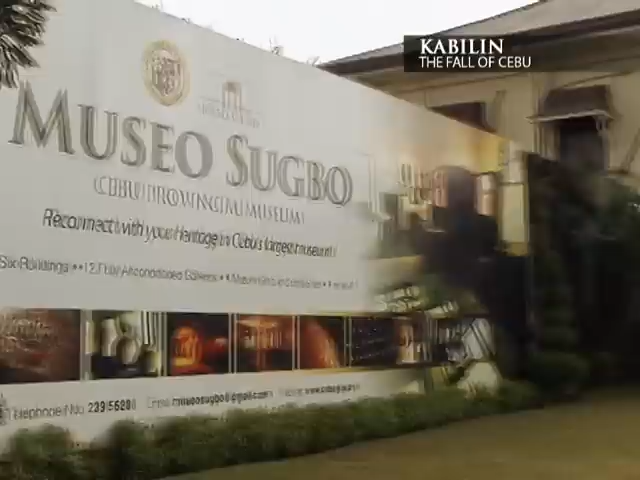 KABILIN
THE FALL OF CEBU
MUSEO SUGBO
(CEBU PROVINCIAL MUSEUM)
Reconnect with your Heritage in Cebu's largest museum!
Six Buildings • 12 Fully Airconditioned Galleries •
Telephone No.